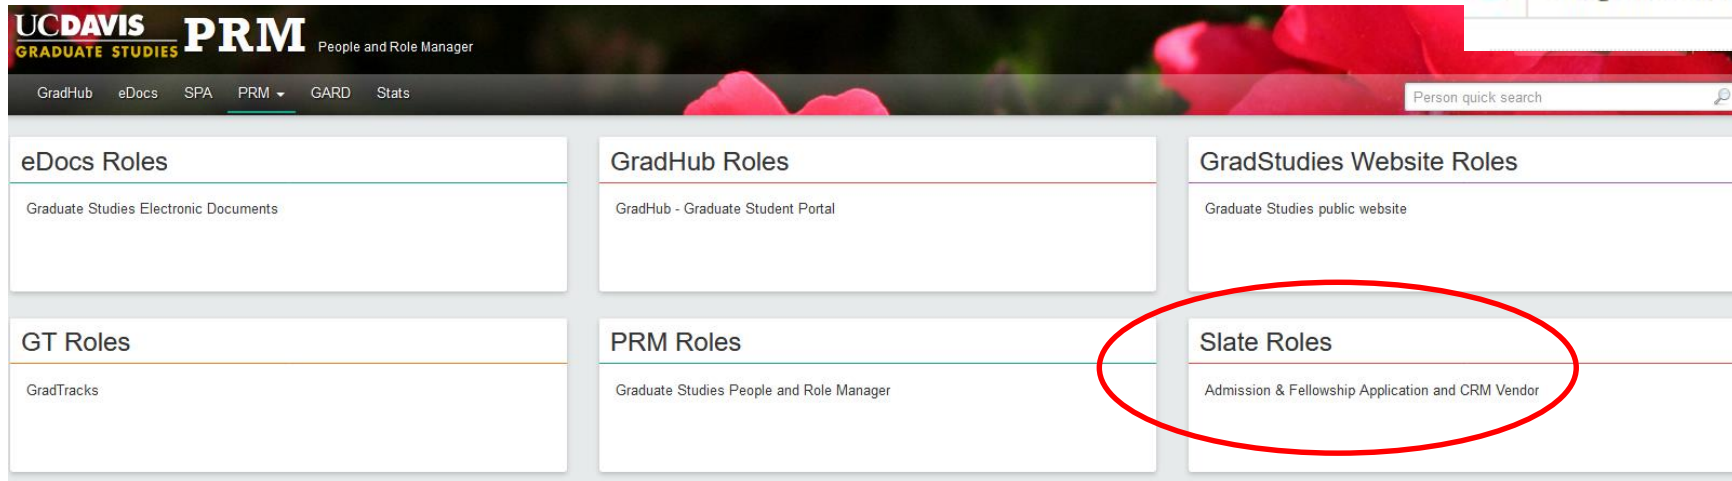 UCDAVIS
GRADUATE STUDIES
PRM People and Role Manager
GradHub eDocs SPA PRM GARD Stats
Person quick search
eDocs Roles
Graduate Studies Electronic Documents
GradHub Roles
GradHub - Graduate Student Portal
GradStudies Website Roles
Graduate Studies public website
GT Roles
GradTracks
PRM Roles
Graduate Studies People and Role Manager
Slate Roles
Admission & Fellowship Application and CRM Vendor